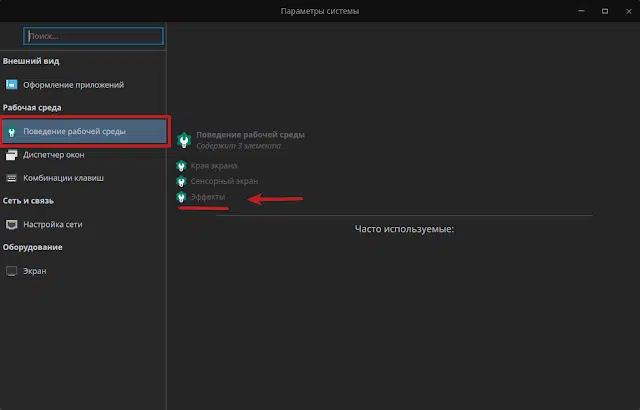 Параметры системы
Поиск...
Внешний вид
Оформление приложений
Рабочая среда
Поведение рабочей среды
Диспетчер окон
Комбинации клавиш
Сеть и связь
Настройка сети
Оборудование
Экран
Поведение рабочей среды
Содержит 3 элемента
Края экрана
Сенсорный экран
Эффекты
Часто используемые: